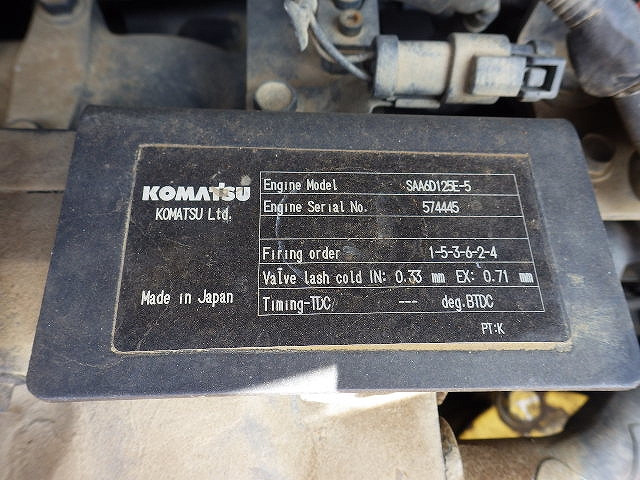 KOMATSU
KOMATSU Ltd.
Made in Japan
Engine Model SAA6D125E-5
Engine Serial No. 574445
Firing order 1-5-3-6-2-4
Valve lash cold IN: 0.33 mm EX: 0.71 mm
Timing-TDC --- deg.BTDC
PT:K